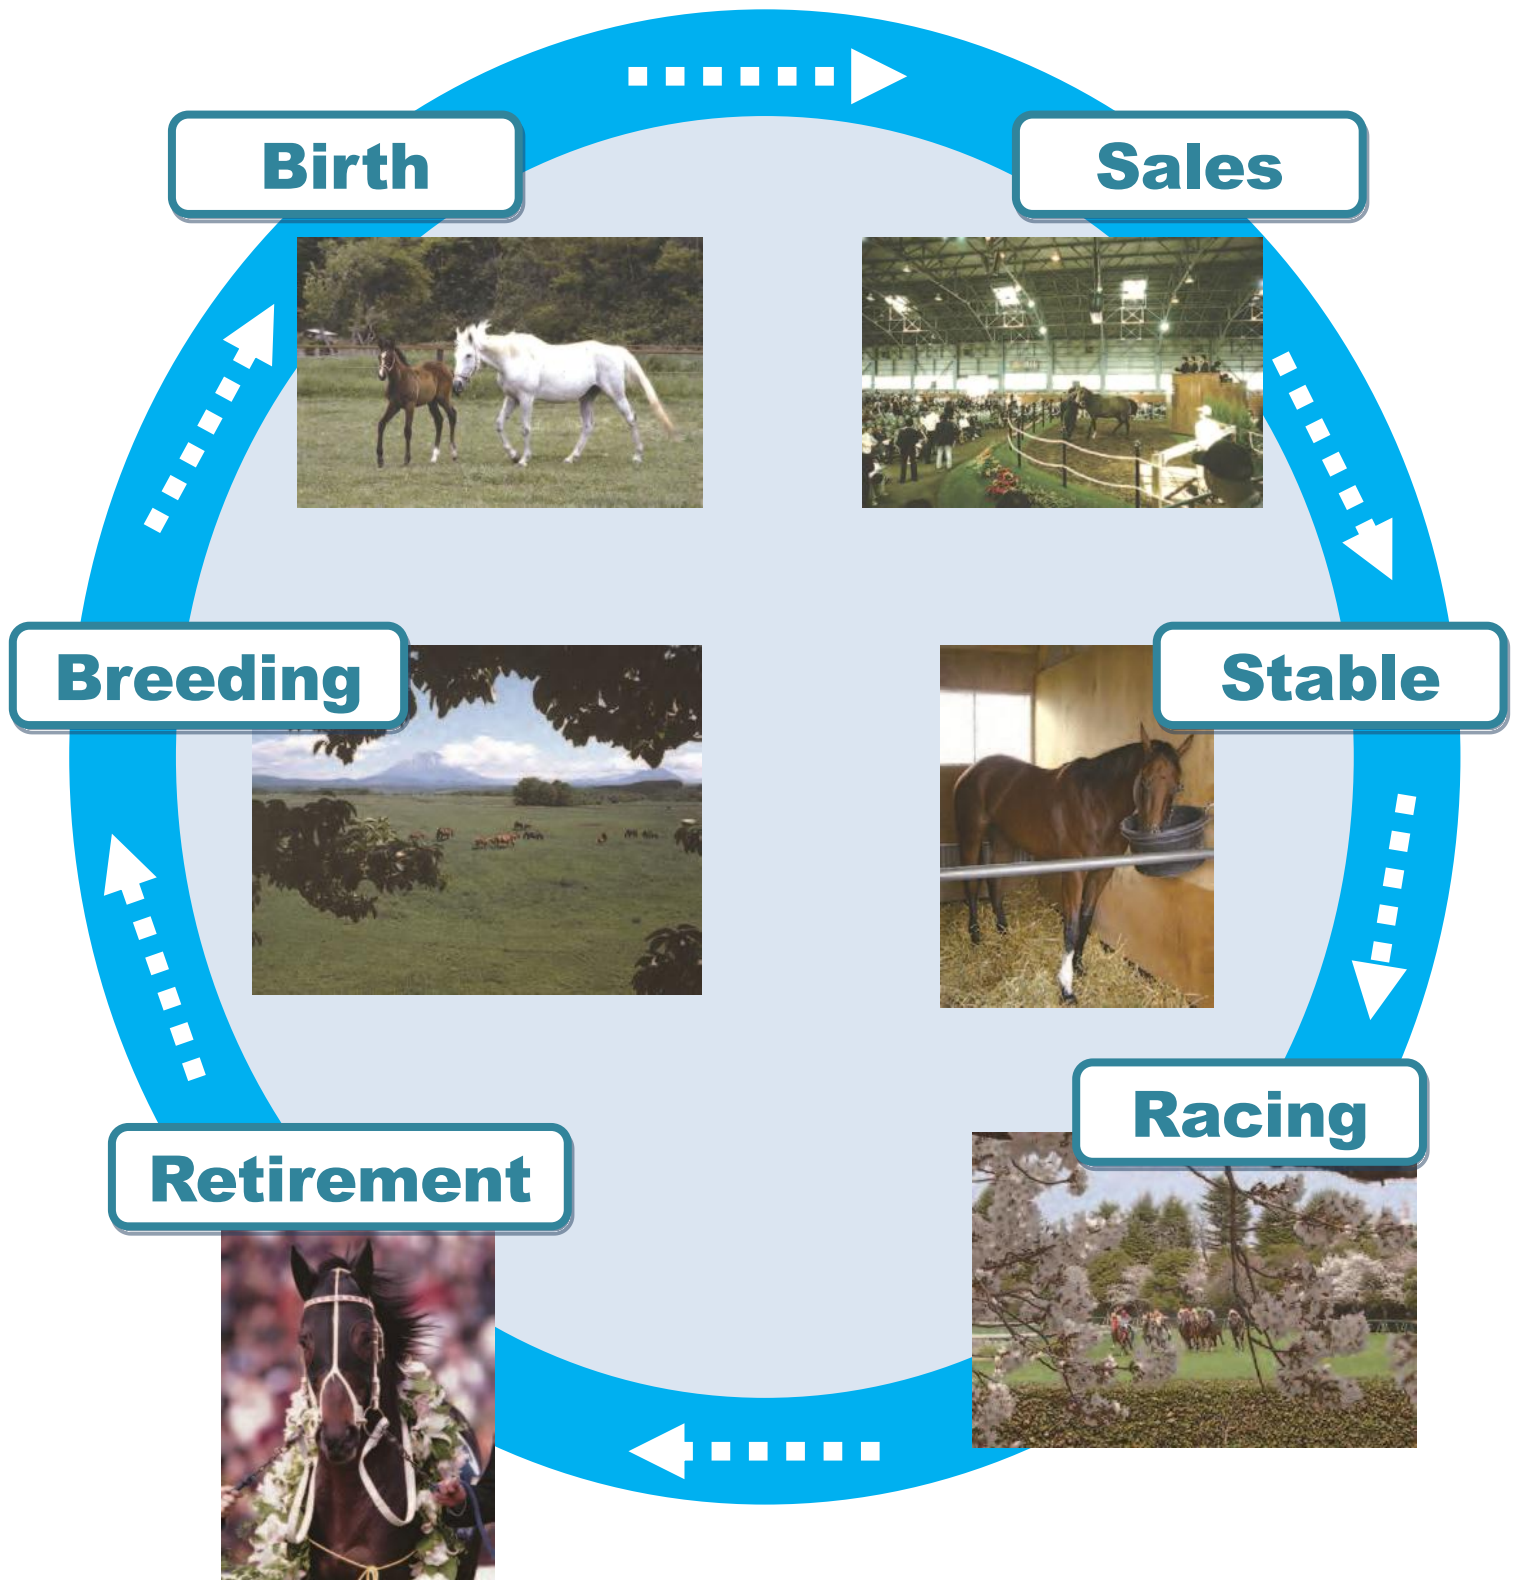 Birth
Sales
Breeding
Stable
Racing
Retirement